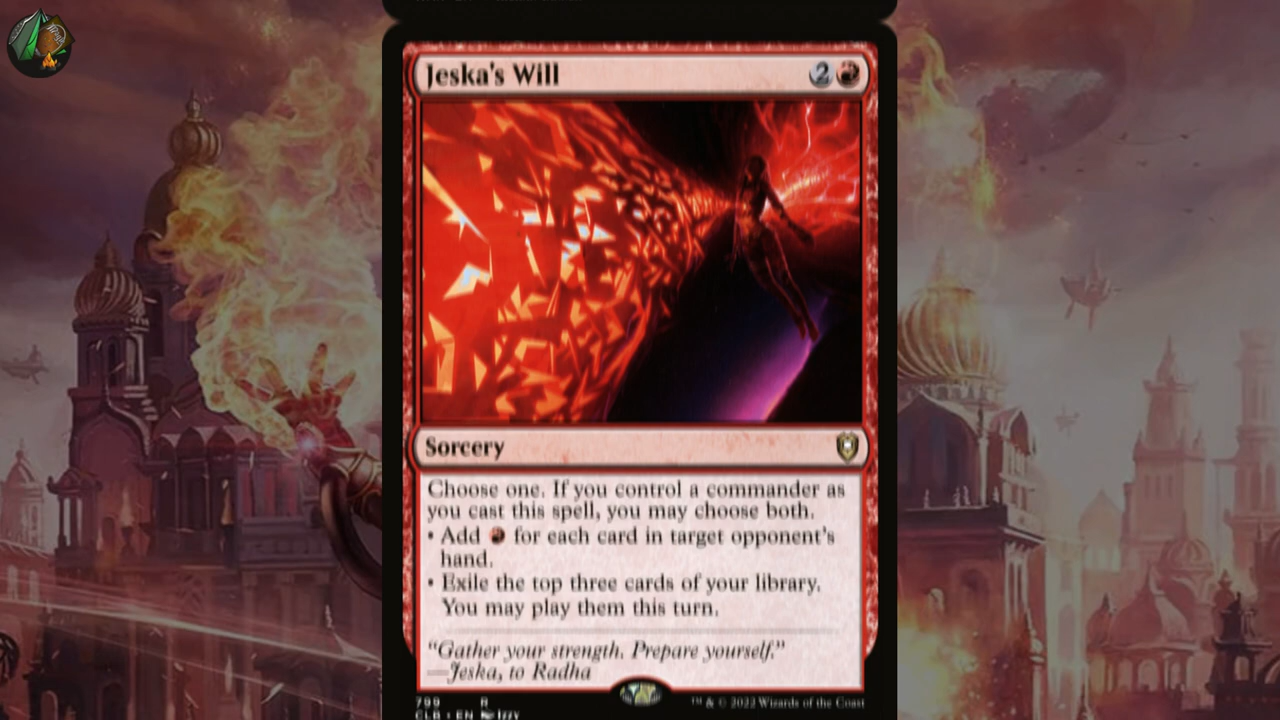 Jeska's Will 2
Sorcery
Choose one. If you control a commander as
you cast this spell, you may choose both.
• Add for each card in target opponent's
hand.
• Exile the top three cards of your library.
You may play them this turn.
“Gather your strength. Prepare yourself.”
—Jeska, to Radha
799 R
CLB • EN Izzy
™ & © 2022 Wizards of the Coast